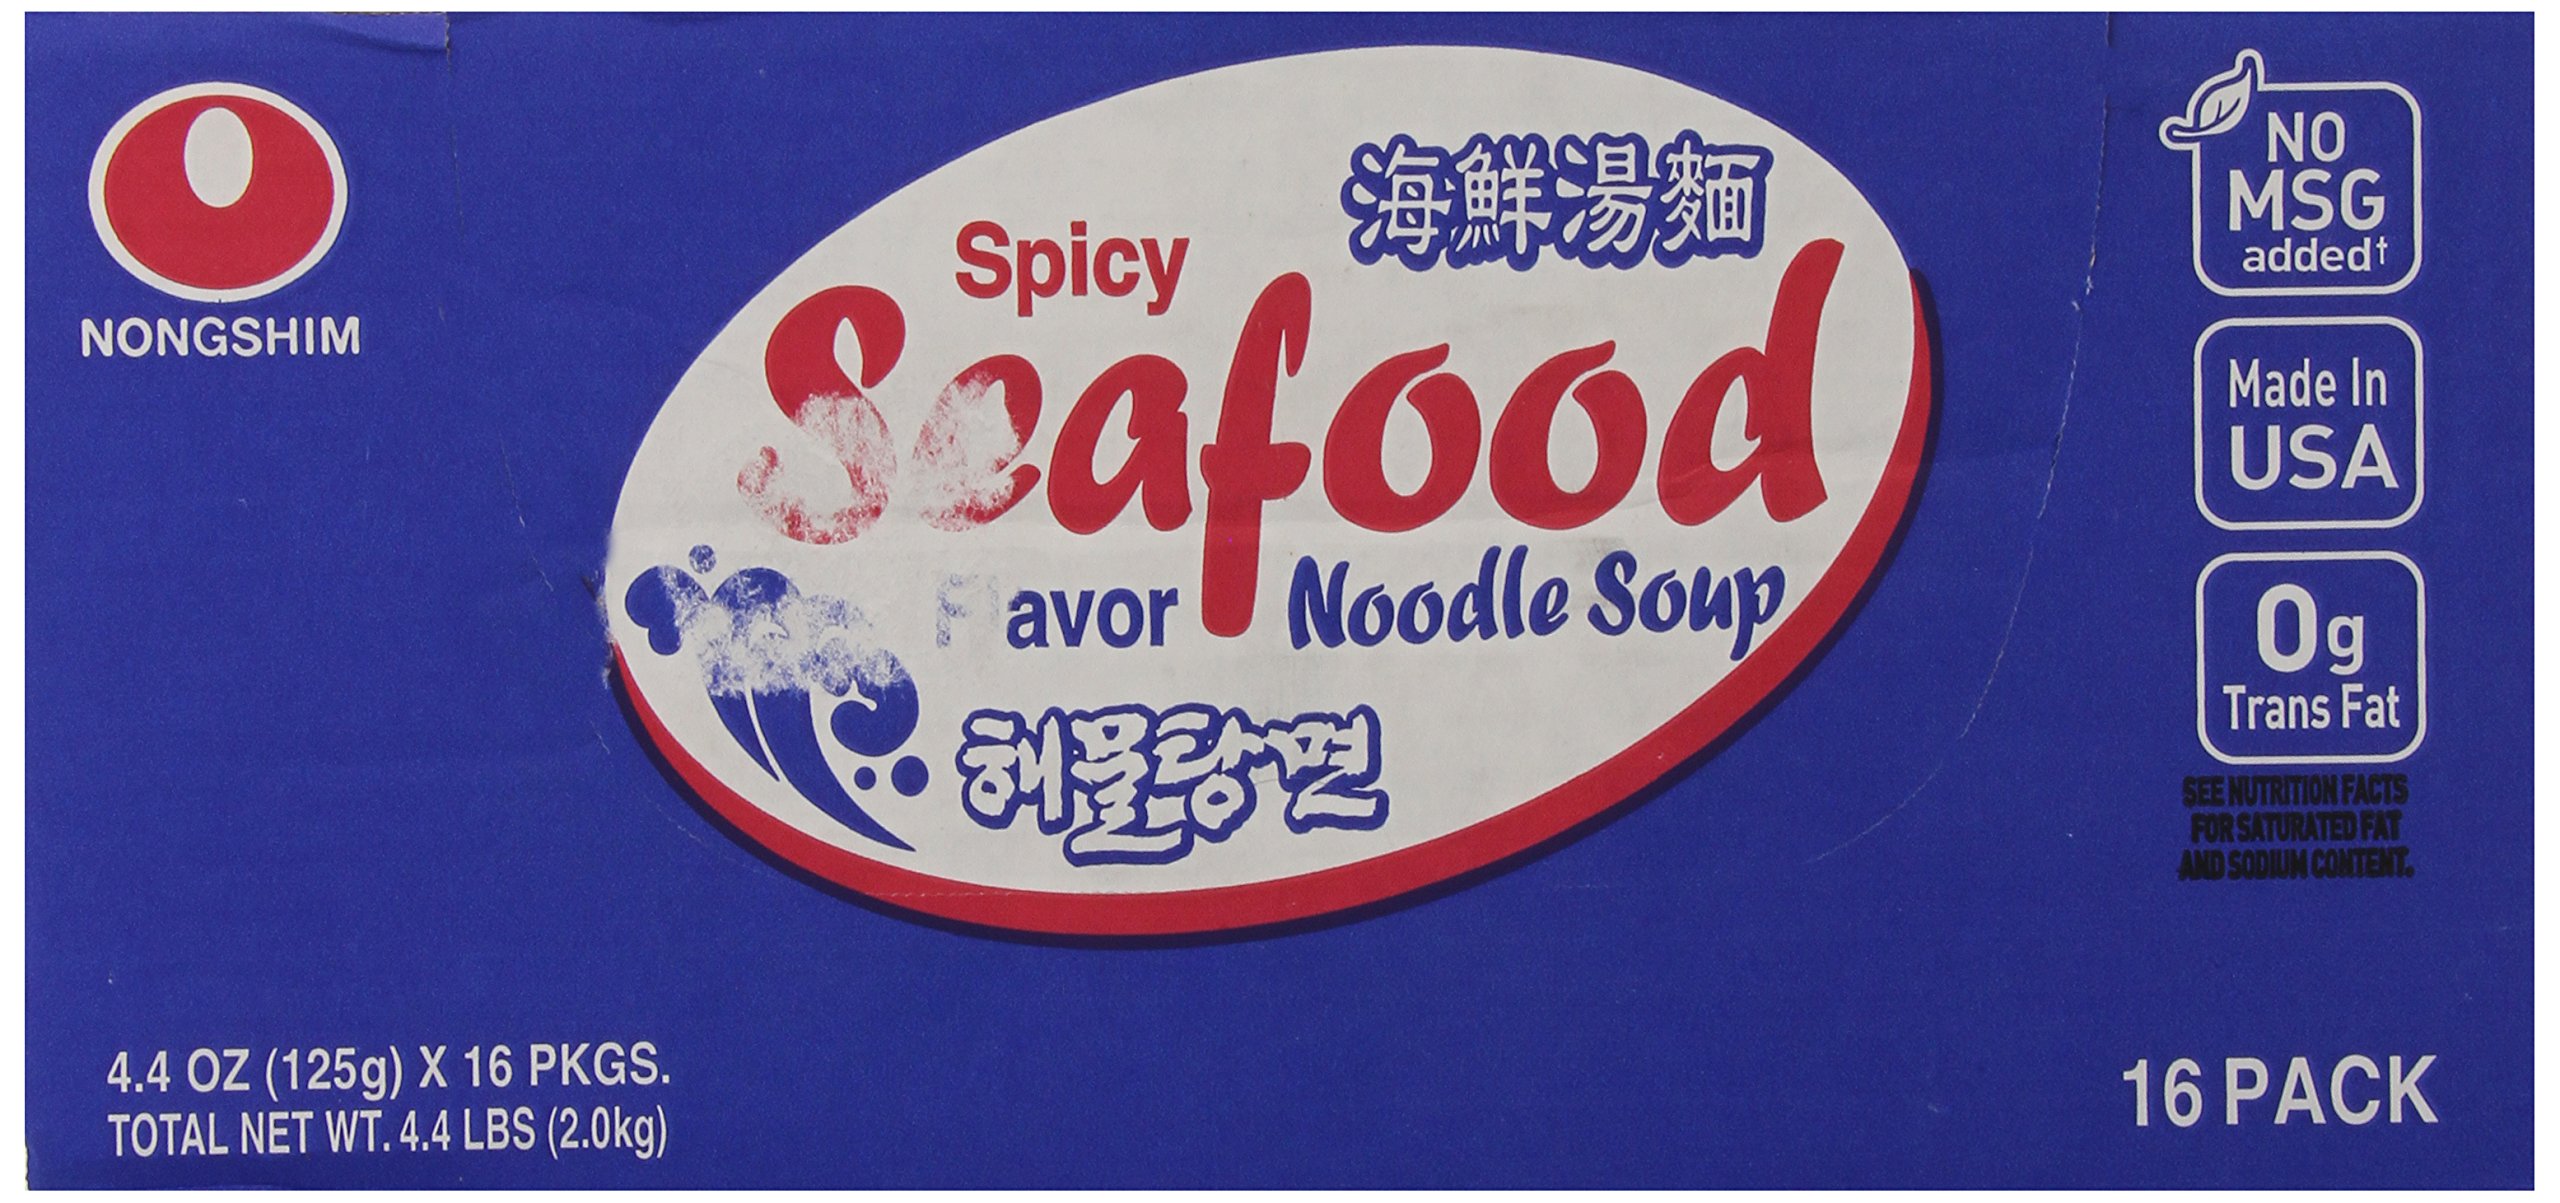 NONGSHIM
海鮮湯麵
Spicy
Seafood
Flavor Noodle Soup
해물탕면
NO
MSG
added†
Made In
USA
0g
Trans Fat
SEE NUTRITION FACTS
FOR SATURATED FAT
AND SODIUM CONTENT.
4.4 OZ (125g) X 16 PKGS.
TOTAL NET WT. 4.4 LBS (2.0kg)
16 PACK